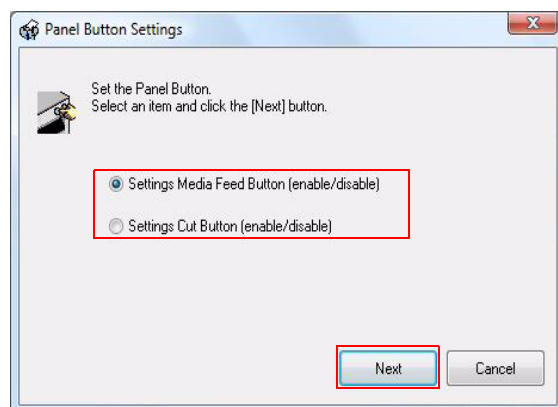 Panel Button Settings
Set the Panel Button.
Select an item and click the [Next] button.
Settings Media Feed Button (enable/disable)
Settings Cut Button (enable/disable)
Next Cancel